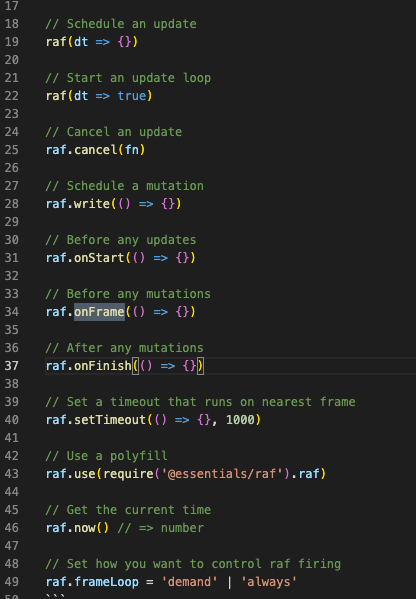 17
18 // Schedule an update
19 raf(dt => {})
20
21 // Start an update loop
22 raf(dt => true)
23
24 // Cancel an update
25 raf.cancel(fn)
26
27 // Schedule a mutation
28 raf.write(() => {})
29
30 // Before any updates
31 raf.onStart(() => {})
32
33 // Before any mutations
34 raf.onFrame(() => {})
35
36 // After any mutations
37 raf.onFinish(() => {})
38
39 // Set a timeout that runs on nearest frame
40 raf.setTimeout(() => {}, 1000)
41
42 // Use a polyfill
43 raf.use(require('@essentials/raf').raf)
44
45 // Get the current time
46 raf.now() // => number
47
48 // Set how you want to control raf firing
49 raf.frameLoop = 'demand' | 'always'
50 ```